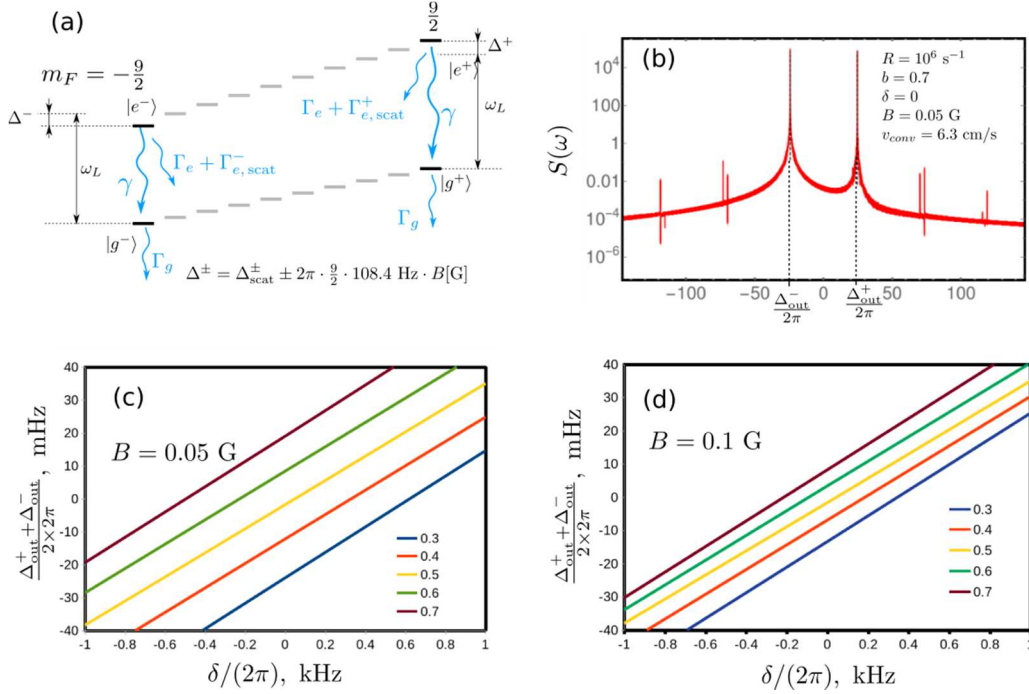 (a)
9/2
Δ⁺
|e⁺⟩
m_F = −9/2
|e⁻⟩
Δ⁻
Γ_e + Γ⁺_{e,scat}
γ
ω_L
ω_L
γ
Γ_e + Γ⁻_{e,scat}
|g⁺⟩
|g⁻⟩
Γ_g
Γ_g
Δ^± = Δ^±_scat ± 2π · 9/2 · 108.4 Hz · B[G]
(b)
R = 10⁶ s⁻¹
b = 0.7
δ = 0
B = 0.05 G
v_conv = 6.3 cm/s
S(ω)
10⁴
100
1
0.01
10⁻⁴
10⁻⁶
−100 −50 0 50 100
Δ⁻_out/2π Δ⁺_out/2π
(c)
B = 0.05 G
(Δ⁺_out + Δ⁻_out)/(2×2π), mHz
40
30
20
10
0
-10
-20
-30
-40
0.3
0.4
0.5
0.6
0.7
-1 -0.8 -0.6 -0.4 -0.2 0 0.2 0.4 0.6 0.8 1
δ/(2π), kHz
(d)
B = 0.1 G
(Δ⁺_out + Δ⁻_out)/(2×2π), mHz
40
30
20
10
0
-10
-20
-30
-40
0.3
0.4
0.5
0.6
0.7
-1 -0.8 -0.6 -0.4 -0.2 0 0.2 0.4 0.6 0.8 1
δ/(2π), kHz